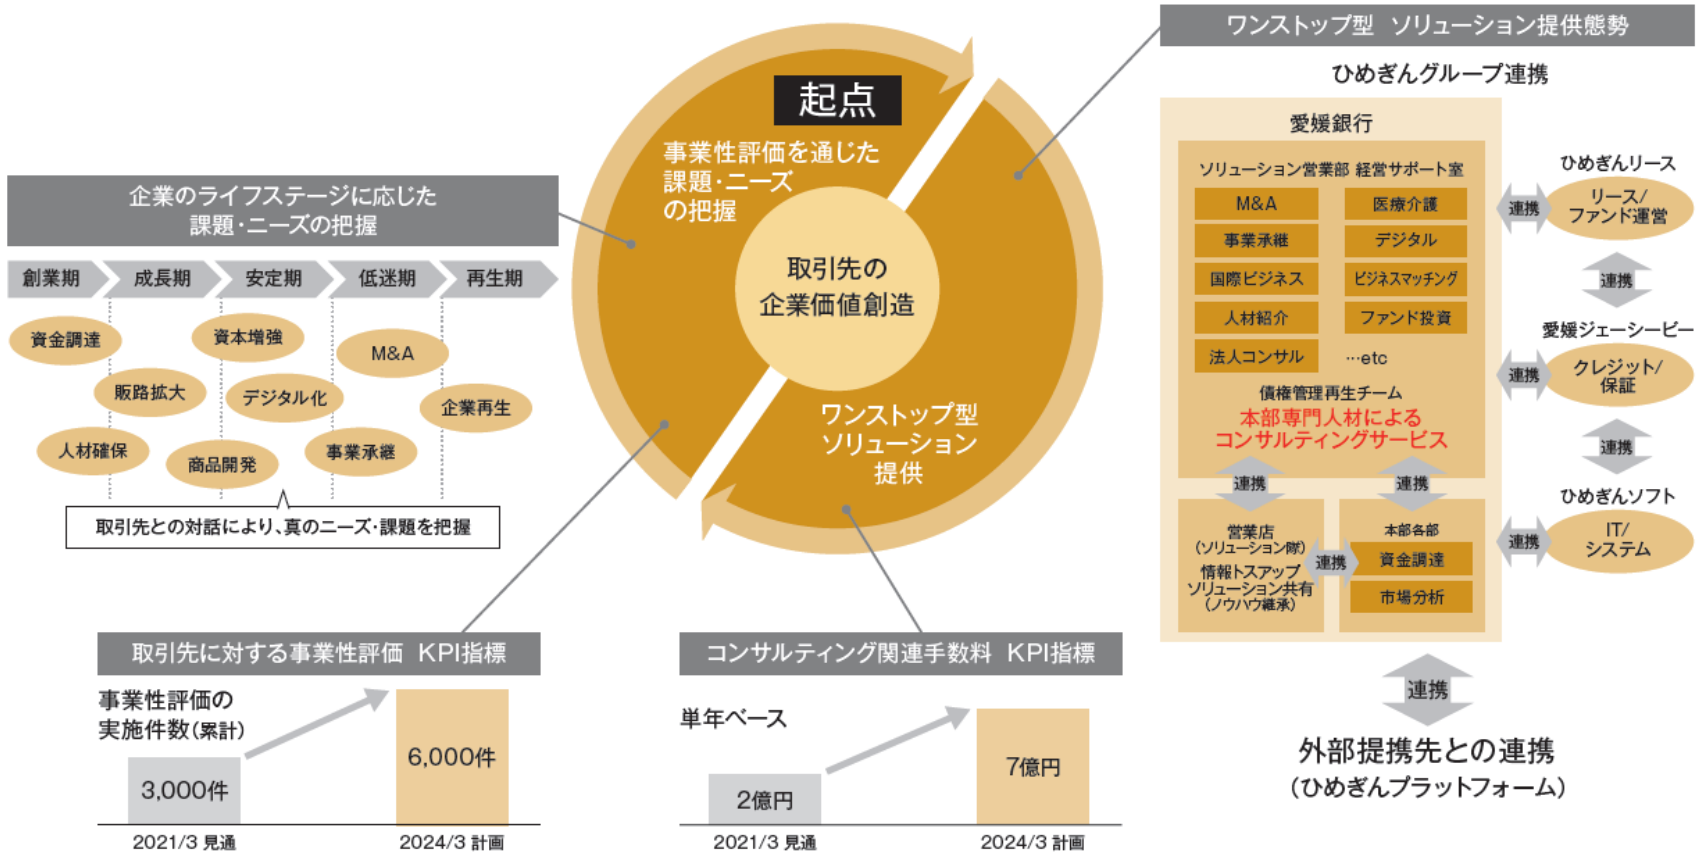 起点
事業性評価を通じた
課題・ニーズ
の把握
取引先の
企業価値創造
ワンストップ型
ソリューション
提供
企業のライフステージに応じた
課題・ニーズの把握
創業期 成長期 安定期 低迷期 再生期
資金調達
資本増強
M&A
販路拡大
デジタル化
企業再生
人材確保
商品開発
事業承継
取引先との対話により、真のニーズ・課題を把握
取引先に対する事業性評価 KPI指標
事業性評価の
実施件数(累計)
3,000件
6,000件
2021/3 見通
2024/3 計画
コンサルティング関連手数料 KPI指標
単年ベース
2億円
7億円
2021/3 見通
2024/3 計画
ワンストップ型 ソリューション提供態勢
ひめぎんグループ連携
愛媛銀行
ソリューション営業部 経営サポート室
M&A 医療介護
事業承継 デジタル
国際ビジネス ビジネスマッチング
人材紹介 ファンド投資
法人コンサル …etc
債権管理再生チーム
本部専門人材による
コンサルティングサービス
連携 連携
営業店
(ソリューション隊)
情報トスアップ
ソリューション共有
(ノウハウ継承)
連携
本部各部
資金調達
市場分析
ひめぎんリース
連携
リース/
ファンド運営
連携
愛媛ジェーシービー
連携
クレジット/
保証
連携
ひめぎんソフト
連携
IT/
システム
連携
外部提携先との連携
(ひめぎんプラットフォーム)